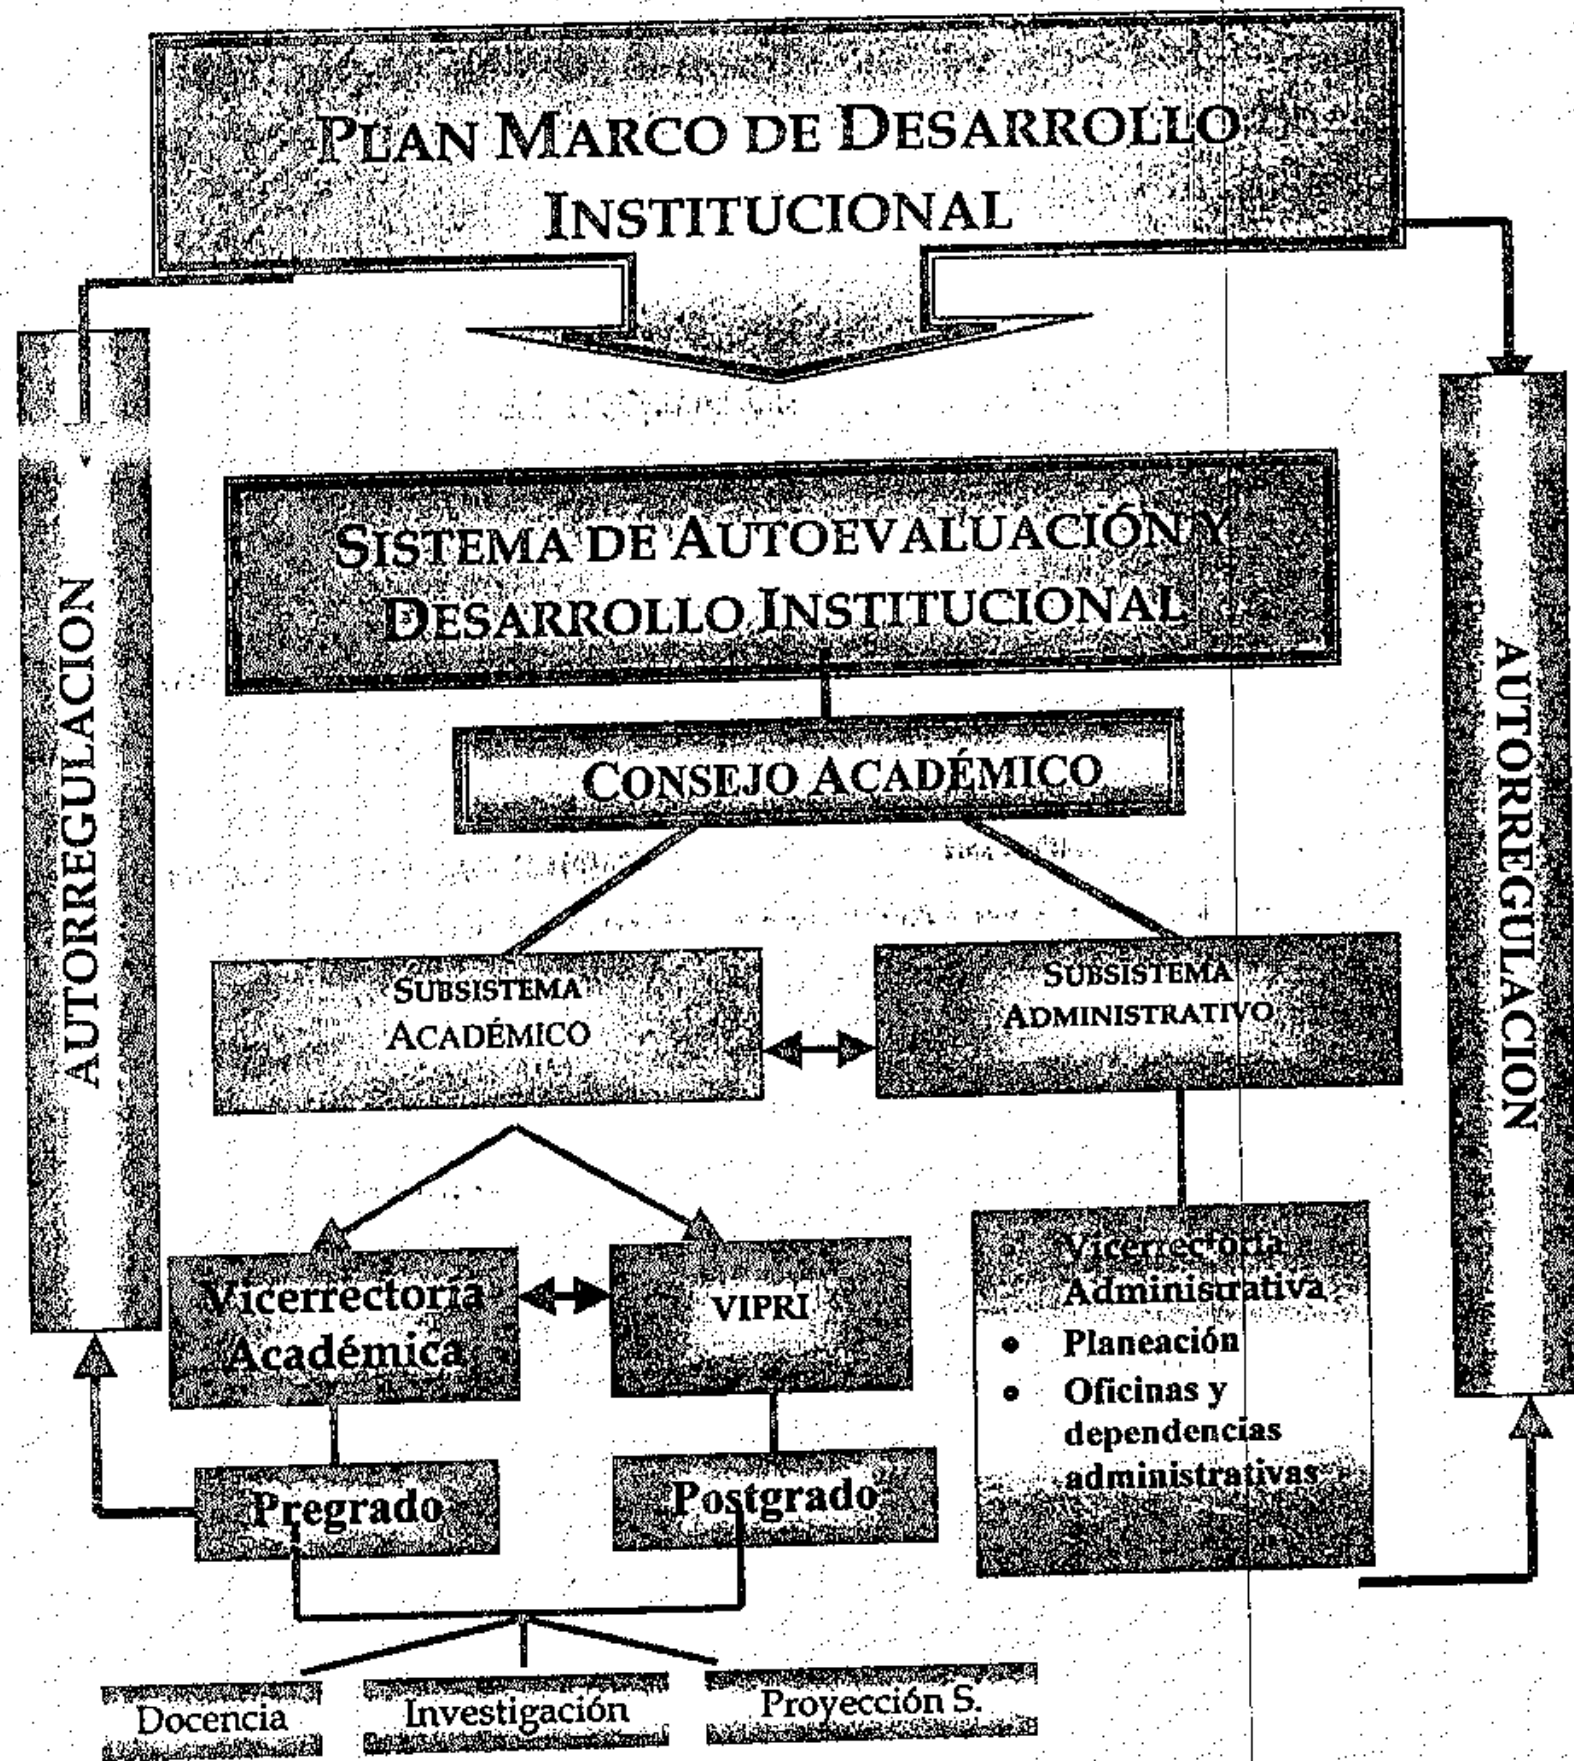 PLAN MARCO DE DESARROLLO
INSTITUCIONAL
SISTEMA DE AUTOEVALUACIÓN Y
DESARROLLO INSTITUCIONAL
CONSEJO ACADÉMICO
AUTORREGULACION
AUTORREGULACION
SUBSISTEMA
ACADÉMICO
SUBSISTEMA
ADMINISTRATIVO
Vicerrectoría
Académica
VIPRI
Vicerrectoría
Administrativa
• Planeación
• Oficinas y
dependencias
administrativas
Pregrado
Postgrado
Docencia
Investigación
Proyección S.